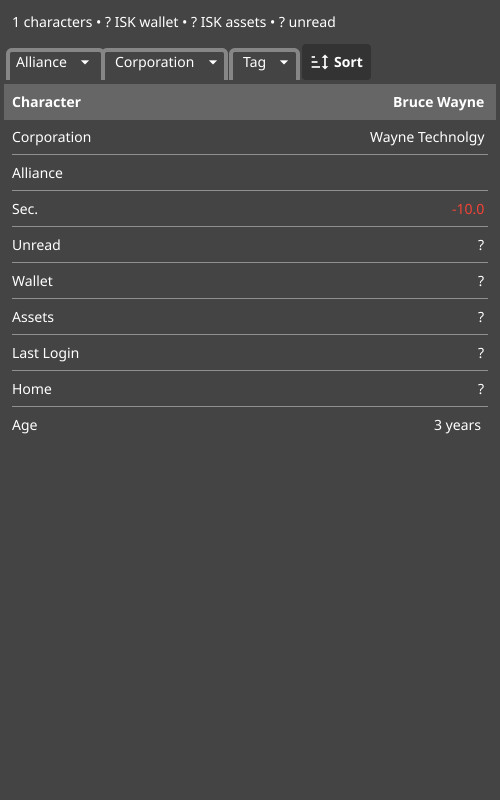 1 characters • ? ISK wallet • ? ISK assets • ? unread
Alliance Corporation Tag Sort
Character Bruce Wayne
Corporation Wayne Technolgy
Alliance
Sec. -10.0
Unread ?
Wallet ?
Assets ?
Last Login ?
Home ?
Age 3 years